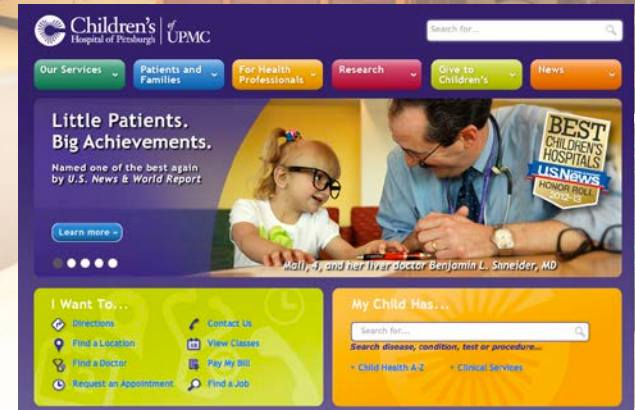 Children's
Hospital of Pittsburgh
of
UPMC
Search for...
Our Services
Patients and
Families
For Health
Professionals
Research
Give to
Children's
News
Little Patients.
Big Achievements.
Named one of the best again
by U.S. News & World Report
Learn more »
BEST
CHILDREN'S
HOSPITALS
U.S.News
HONOR ROLL
2012-13
Mali, 4, and her liver doctor Benjamin L. Shneider, MD
I Want To...
Directions
Find a Location
Find a Doctor
Request an Appointment
Contact Us
View Classes
Pay My Bill
Find a Job
My Child Has...
Search for...
Search disease, condition, test or procedure...
Child Health A-Z
Clinical Services